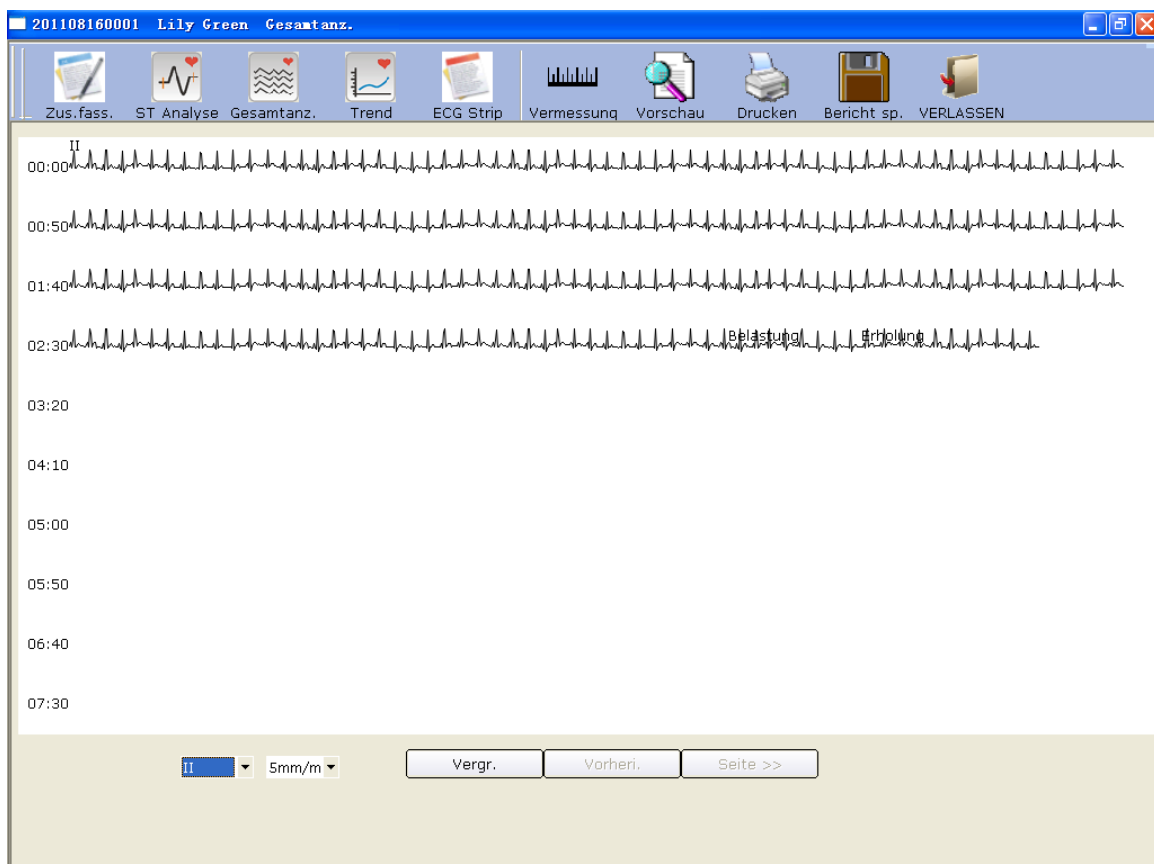 201108160001 Lily Green Gesamtanz.
Zus.fass. ST Analyse Gesamtanz. Trend ECG Strip Vermessung Vorschau Drucken Bericht sp. VERLASSEN
II
00:00
00:50
01:40
02:30 Belastung Erholung
03:20
04:10
05:00
05:50
06:40
07:30
II 5mm/m Vergr. Vorheri. Seite >>